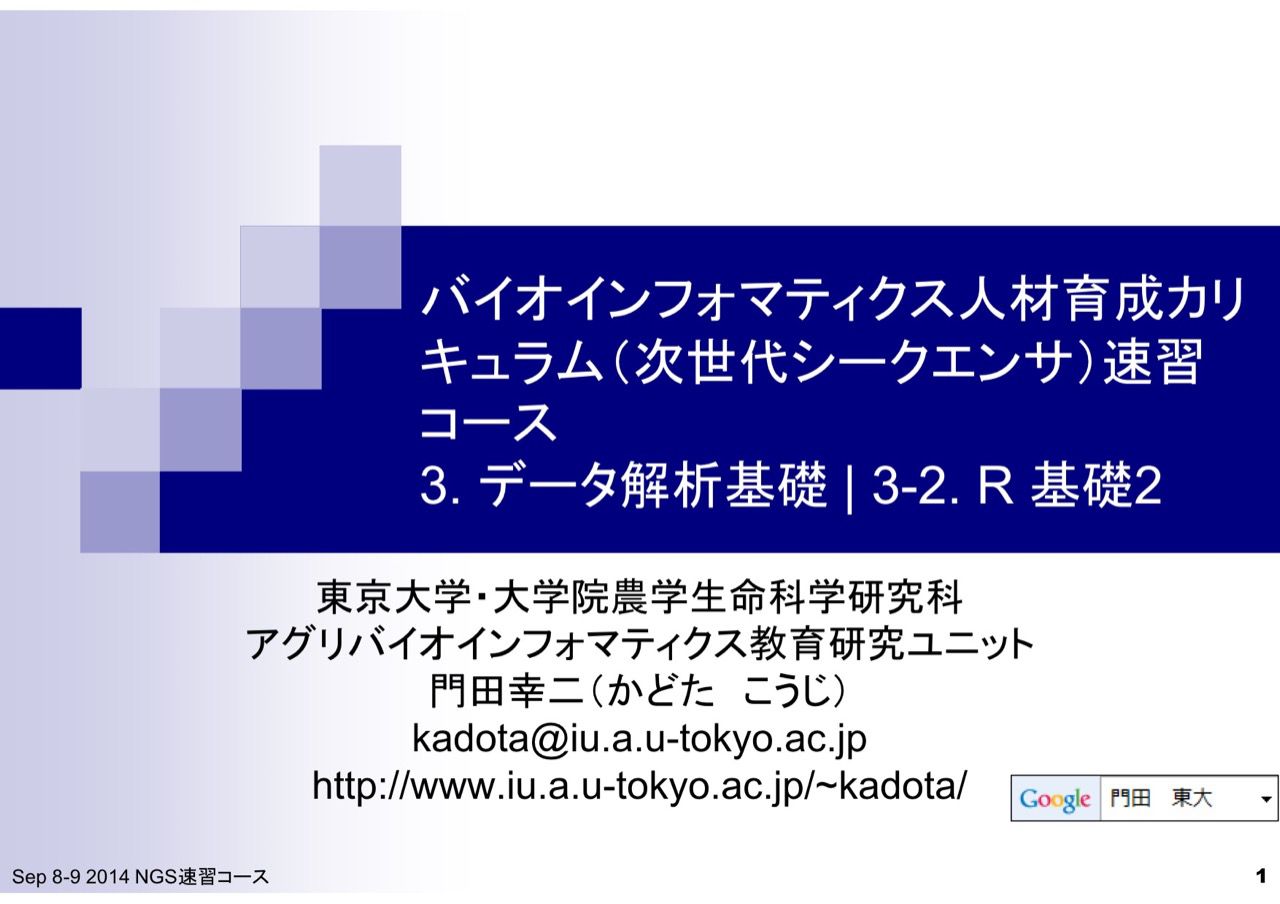 バイオインフォマティクス人材育成カリ
キュラム（次世代シークエンサ）速習
コース
3. データ解析基礎 | 3-2. R 基礎2
東京大学・大学院農学生命科学研究科
アグリバイオインフォマティクス教育研究ユニット
門田幸二（かどた　こうじ）
kadota@iu.a.u-tokyo.ac.jp
http://www.iu.a.u-tokyo.ac.jp/~kadota/
Google 門田　東大
Sep 8-9 2014 NGS速習コース
1